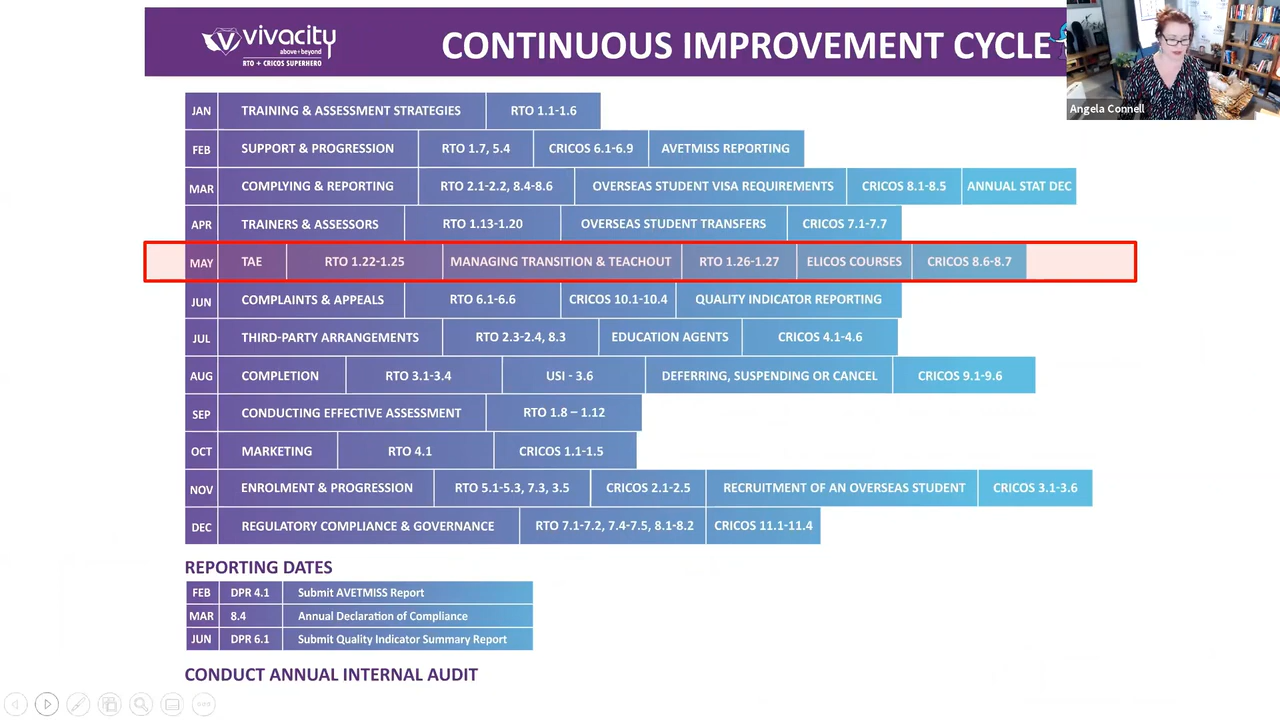 vivacity
above + beyond
RTO + CRICOS SUPERHERO
CONTINUOUS IMPROVEMENT CYCLE
Angela Connell
JAN TRAINING & ASSESSMENT STRATEGIES RTO 1.1-1.6
FEB SUPPORT & PROGRESSION RTO 1.7, 5.4 CRICOS 6.1-6.9 AVETMISS REPORTING
MAR COMPLYING & REPORTING RTO 2.1-2.2, 8.4-8.6 OVERSEAS STUDENT VISA REQUIREMENTS CRICOS 8.1-8.5 ANNUAL STAT DEC
APR TRAINERS & ASSESSORS RTO 1.13-1.20 OVERSEAS STUDENT TRANSFERS CRICOS 7.1-7.7
MAY TAE RTO 1.22-1.25 MANAGING TRANSITION & TEACHOUT RTO 1.26-1.27 ELICOS COURSES CRICOS 8.6-8.7
JUN COMPLAINTS & APPEALS RTO 6.1-6.6 CRICOS 10.1-10.4 QUALITY INDICATOR REPORTING
JUL THIRD-PARTY ARRANGEMENTS RTO 2.3-2.4, 8.3 EDUCATION AGENTS CRICOS 4.1-4.6
AUG COMPLETION RTO 3.1-3.4 USI - 3.6 DEFERRING, SUSPENDING OR CANCEL CRICOS 9.1-9.6
SEP CONDUCTING EFFECTIVE ASSESSMENT RTO 1.8 – 1.12
OCT MARKETING RTO 4.1 CRICOS 1.1-1.5
NOV ENROLMENT & PROGRESSION RTO 5.1-5.3, 7.3, 3.5 CRICOS 2.1-2.5 RECRUITMENT OF AN OVERSEAS STUDENT CRICOS 3.1-3.6
DEC REGULATORY COMPLIANCE & GOVERNANCE RTO 7.1-7.2, 7.4-7.5, 8.1-8.2 CRICOS 11.1-11.4
REPORTING DATES
FEB DPR 4.1 Submit AVETMISS Report
MAR 8.4 Annual Declaration of Compliance
JUN DPR 6.1 Submit Quality Indicator Summary Report
CONDUCT ANNUAL INTERNAL AUDIT